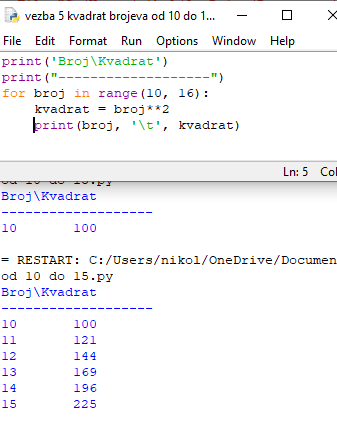 vezba 5 kvadrat brojeva od 10 do 1...
File Edit Format Run Options Window Help
print('Broj\Kvadrat')
print("-------------------")
for broj in range(10, 16):
    kvadrat = broj**2
    print(broj, '\t', kvadrat)
Ln: 5 Col
od 10 do 15.py
Broj\Kvadrat
-------------------
10 100
= RESTART: C:/Users/nikol/OneDrive/Documen
od 10 do 15.py
Broj\Kvadrat
-------------------
10 100
11 121
12 144
13 169
14 196
15 225